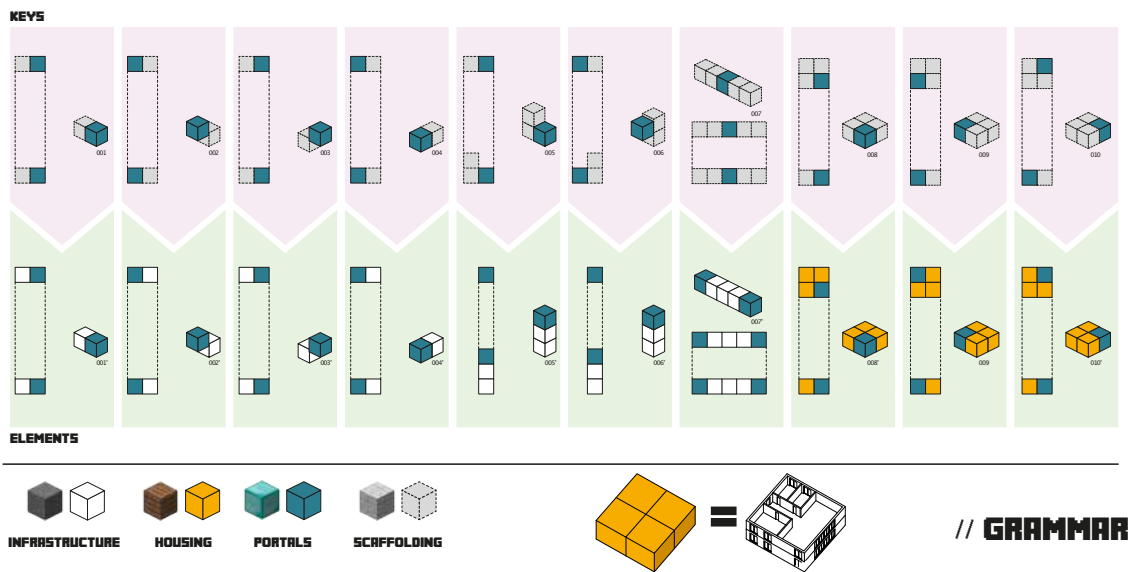 KEYS
001
002
003
004
005
006
007
008
009
010
001'
002'
003'
004'
005'
006'
007'
008'
009
010'
ELEMENTS
INFRASTRUCTURE
HOUSING
PORTALS
SCAFFOLDING
// GRAMMAR